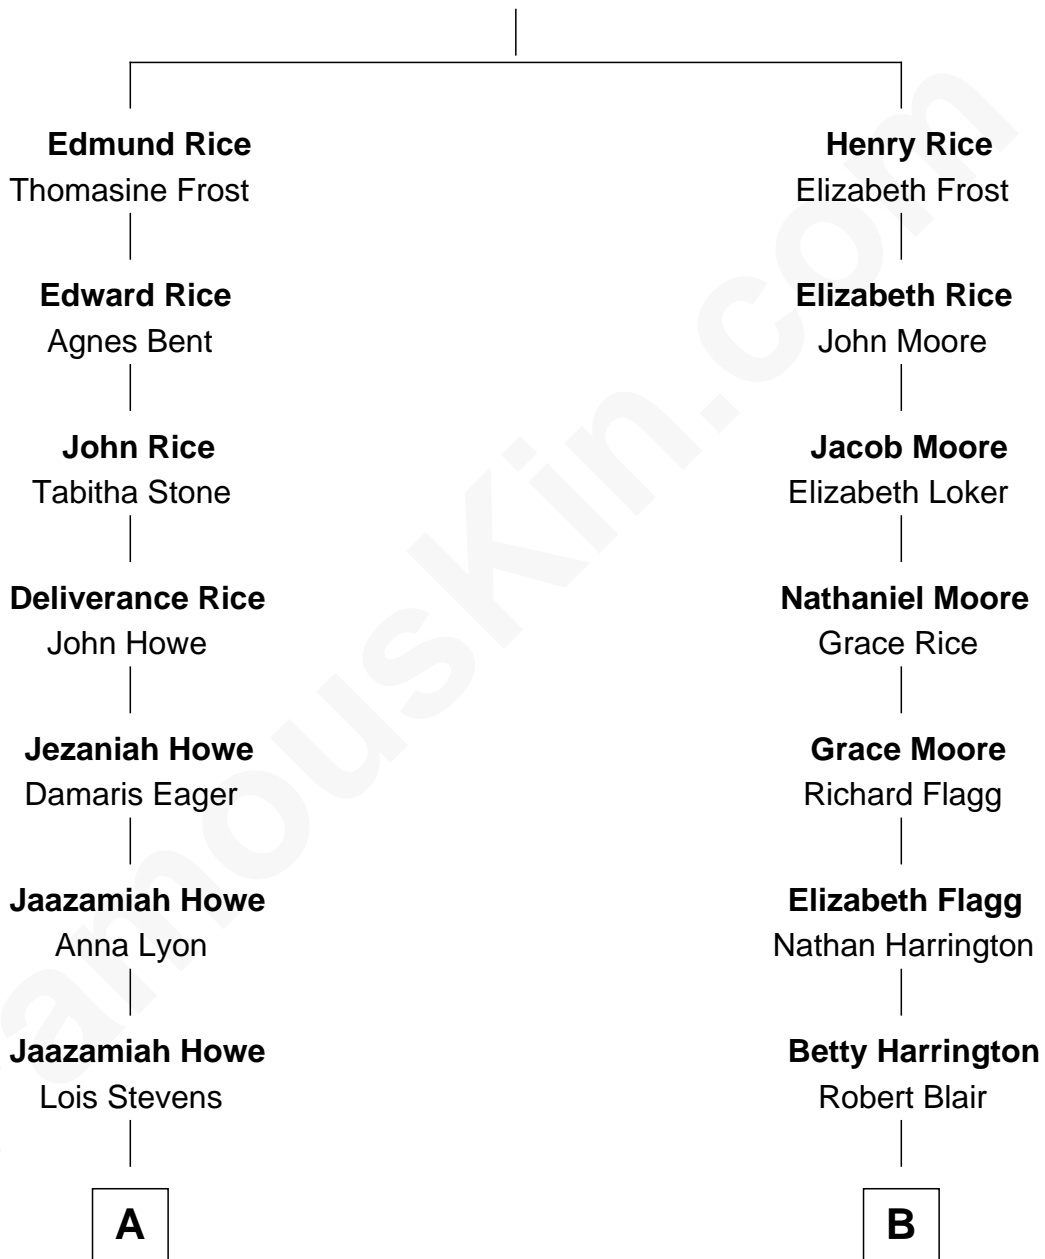 Edmund Rice
Thomasine Frost
Edward Rice
Agnes Bent
John Rice
Tabitha Stone
Deliverance Rice
John Howe
Jezaniah Howe
Damaris Eager
Jaazamiah Howe
Anna Lyon
Jaazamiah Howe
Lois Stevens
A
Henry Rice
Elizabeth Frost
Elizabeth Rice
John Moore
Jacob Moore
Elizabeth Loker
Nathaniel Moore
Grace Rice
Grace Moore
Richard Flagg
Elizabeth Flagg
Nathan Harrington
Betty Harrington
Robert Blair
B
amouskin.com